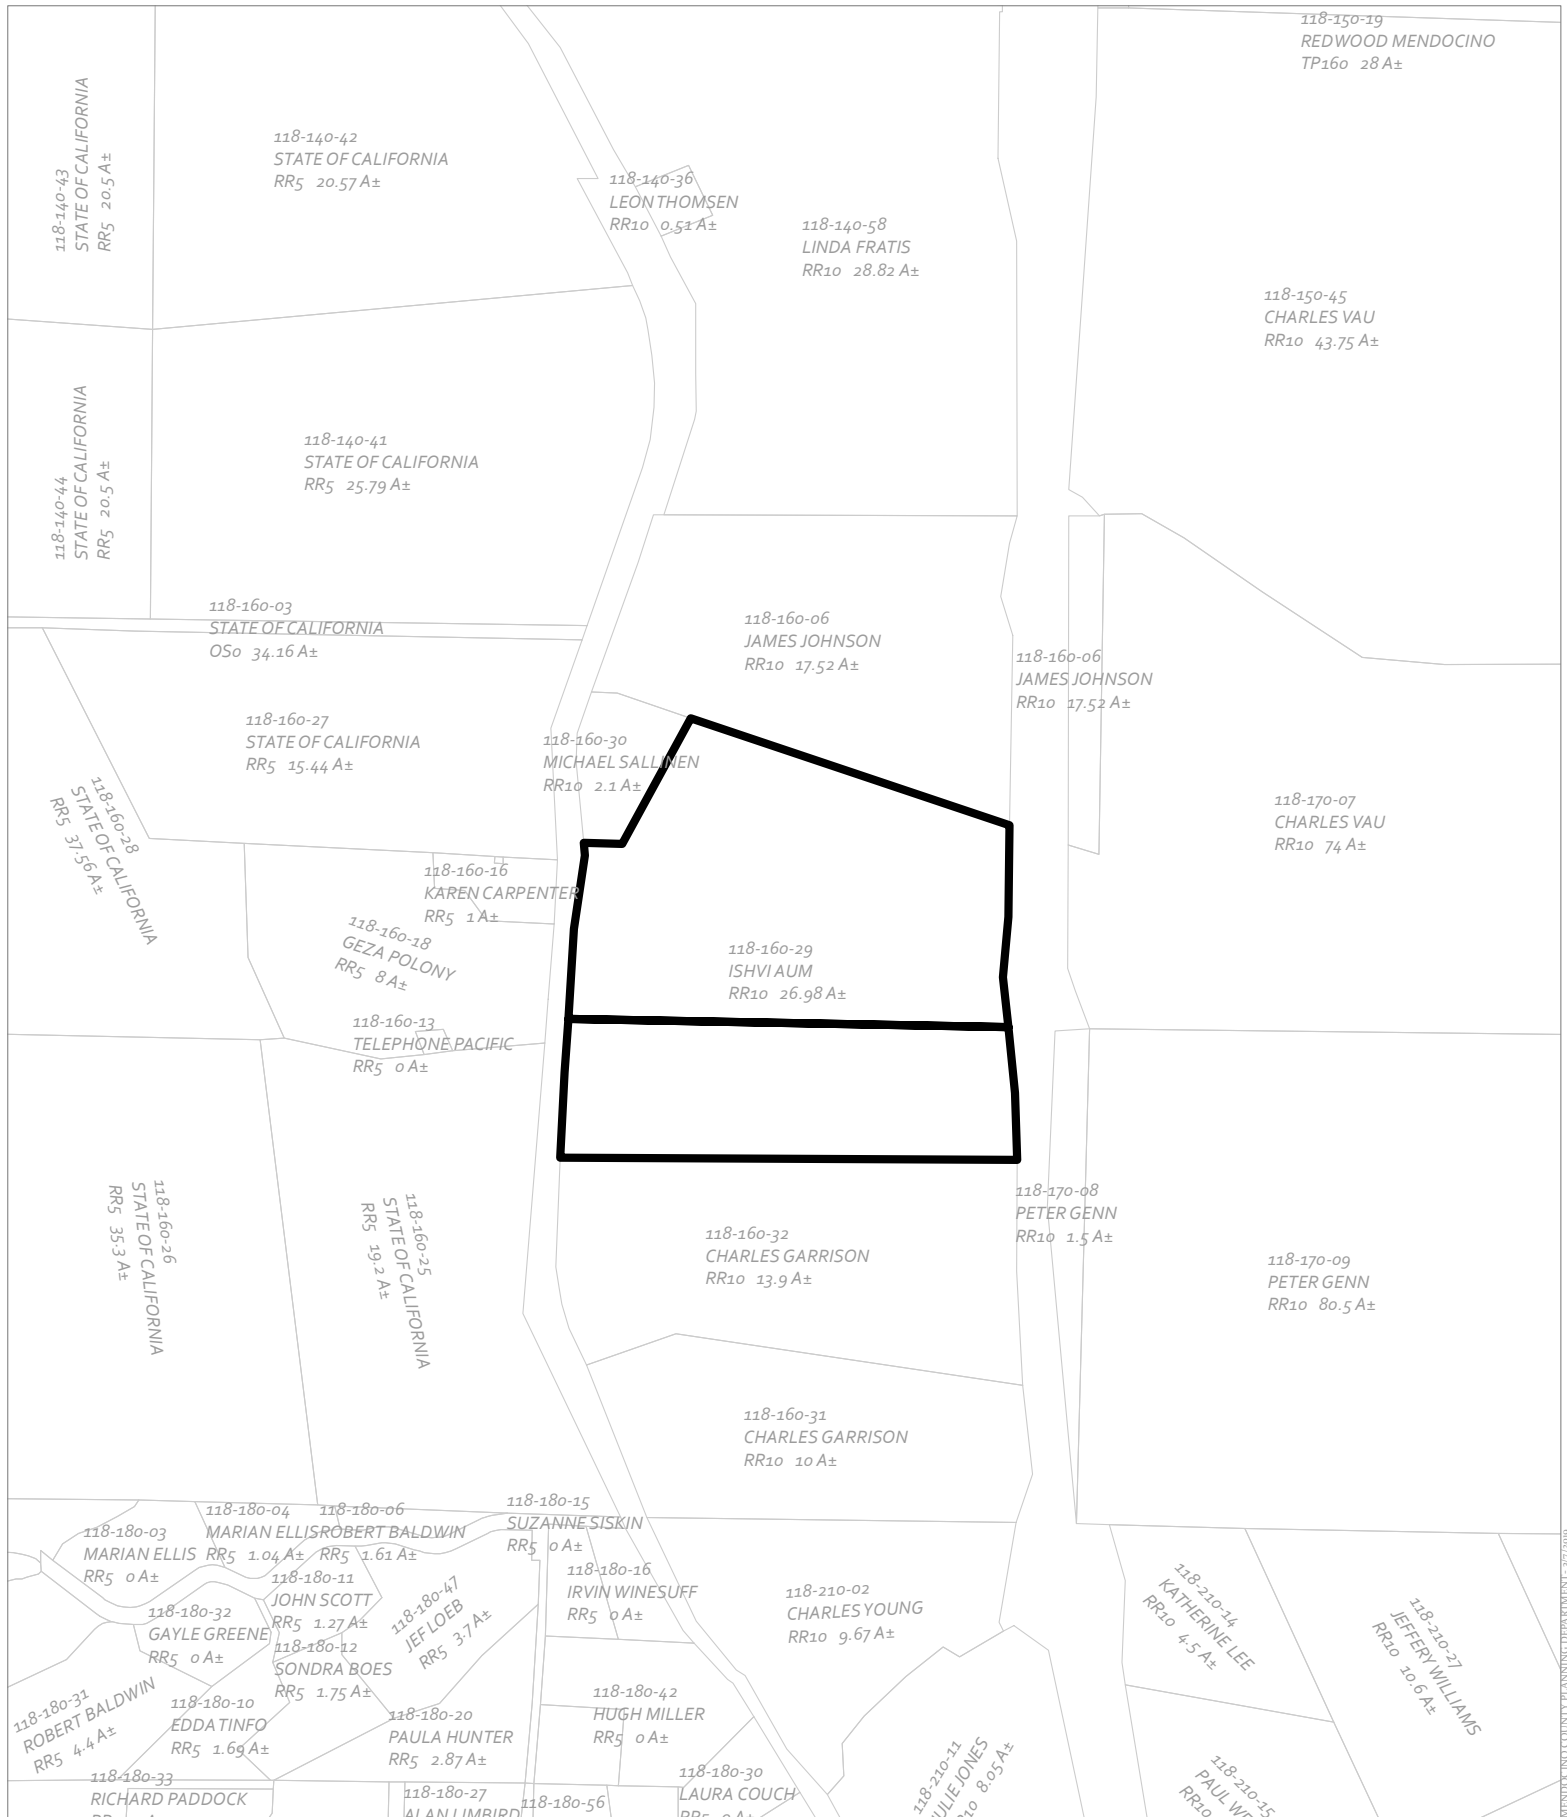 118-150-19
REDWOOD MENDOCINO
TP160 28 A±
118-140-43
STATE OF CALIFORNIA
RR5 20.5 A±
118-140-42
STATE OF CALIFORNIA
RR5 20.57 A±
118-140-36
LEON THOMSEN
RR10 0.51 A±
118-140-58
LINDA FRATIS
RR10 28.82 A±
118-150-45
CHARLES VAU
RR10 43.75 A±
118-140-44
STATE OF CALIFORNIA
RR5 20.5 A±
118-140-41
STATE OF CALIFORNIA
RR5 25.79 A±
118-160-03
STATE OF CALIFORNIA
OS0 34.16 A±
118-160-06
JAMES JOHNSON
RR10 17.52 A±
118-160-06
JAMES JOHNSON
RR10 17.52 A±
118-160-27
STATE OF CALIFORNIA
RR5 15.44 A±
118-160-30
MICHAEL SALLINEN
RR10 2.1 A±
118-160-28
STATE OF CALIFORNIA
RR5 37.56 A±
118-170-07
CHARLES VAU
RR10 74 A±
118-160-16
KAREN CARPENTER
RR5 1 A±
118-160-18
GEZA POLONY
RR5 8 A±
118-160-29
ISHVI AUM
RR10 26.98 A±
118-160-13
TELEPHONE PACIFIC
RR5 0 A±
118-160-26
STATE OF CALIFORNIA
RR5 35.3 A±
118-160-25
STATE OF CALIFORNIA
RR5 19.2 A±
118-160-32
CHARLES GARRISON
RR10 13.9 A±
118-170-08
PETER GENN
RR10 1.5 A±
118-170-09
PETER GENN
RR10 80.5 A±
118-160-31
CHARLES GARRISON
RR10 10 A±
118-180-03
MARIAN ELLIS
RR5 0 A±
118-180-04
MARIAN ELLIS
RR5 1.04 A±
118-180-06
ROBERT BALDWIN
RR5 1.61 A±
118-180-15
SUZANNE SISKIN
RR5 0 A±
118-180-11
JOHN SCOTT
RR5 1.27 A±
118-180-47
JEF LOEB
RR5 3.7 A±
118-180-16
IRVIN WINESUFF
RR5 0 A±
118-210-02
CHARLES YOUNG
RR10 9.67 A±
118-210-14
KATHERINE LEE
RR10 4.5 A±
118-210-27
JEFFERY WILLIAMS
RR10 10.6 A±
118-180-32
GAYLE GREENE
RR5 0 A±
118-180-12
SONDRA BOES
RR5 1.75 A±
118-180-31
ROBERT BALDWIN
RR5 4.4 A±
118-180-10
EDDA TINFO
RR5 1.69 A±
118-180-20
PAULA HUNTER
RR5 2.87 A±
118-180-42
HUGH MILLER
RR5 0 A±
118-180-33
RICHARD PADDOCK
118-180-27
ALAN LIMBIRD
118-180-56
118-180-30
LAURA COUCH
RR5 0 A±
118-210-11
JONES
8.05 A±
118-210-15
PAUL
RR10
COUNTY PLANNING DEPARTMENT -